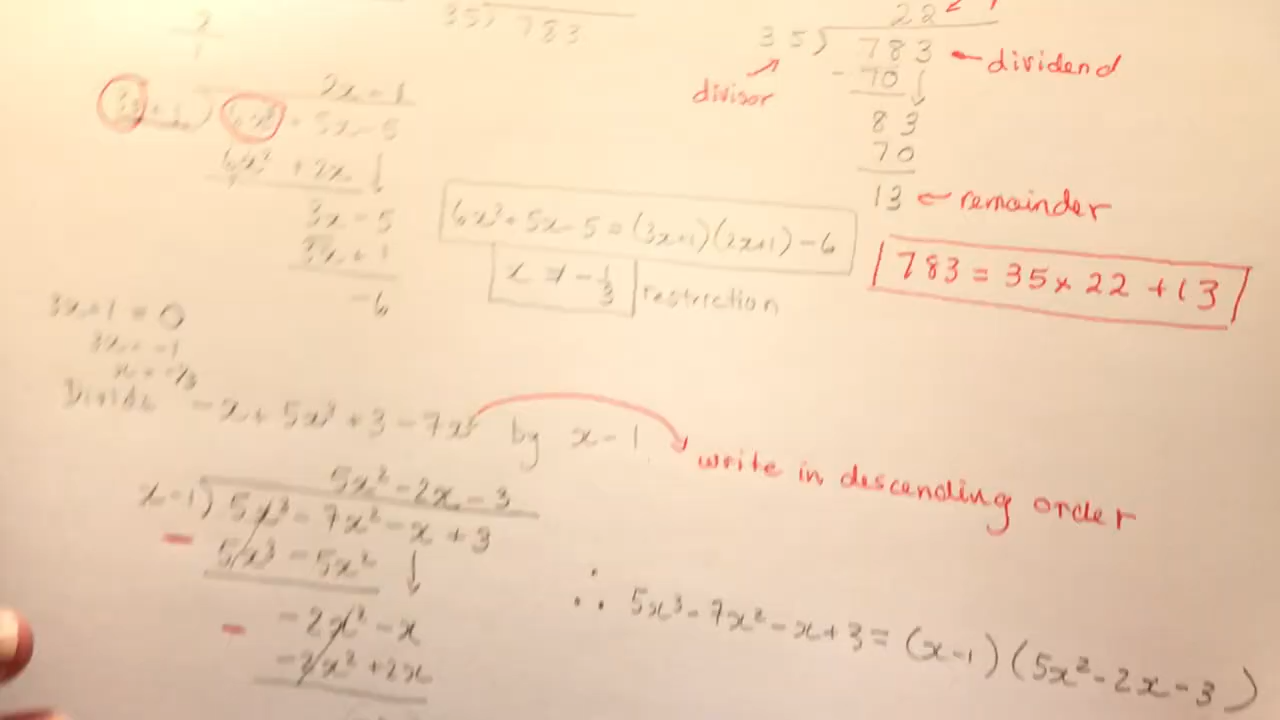 35) 783
22
35) 783 ← dividend
divisor
- 70 ↓
83
70
13 ← remainder
783 = 35 × 22 + 13
2x - 1
3x + 1 ) 6x² + 5x - 5
6x² + 2x ↓
3x - 5
3x + 1
-6
6x² + 5x - 5 = (3x+1)(2x+1) - 6
x ≠ -1/3 restriction
3x + 1 = 0
3x = -1
x = -1/3
Divide -x + 5x³ + 3 - 7x² by x - 1
write in descending order
5x² - 2x - 3
x-1) 5x³ - 7x² - x + 3
- 5x³ - 5x² ↓
- -2x² - x
-2x² + 2x
∴ 5x³ - 7x² - x + 3 = (x-1)(5x² - 2x - 3)